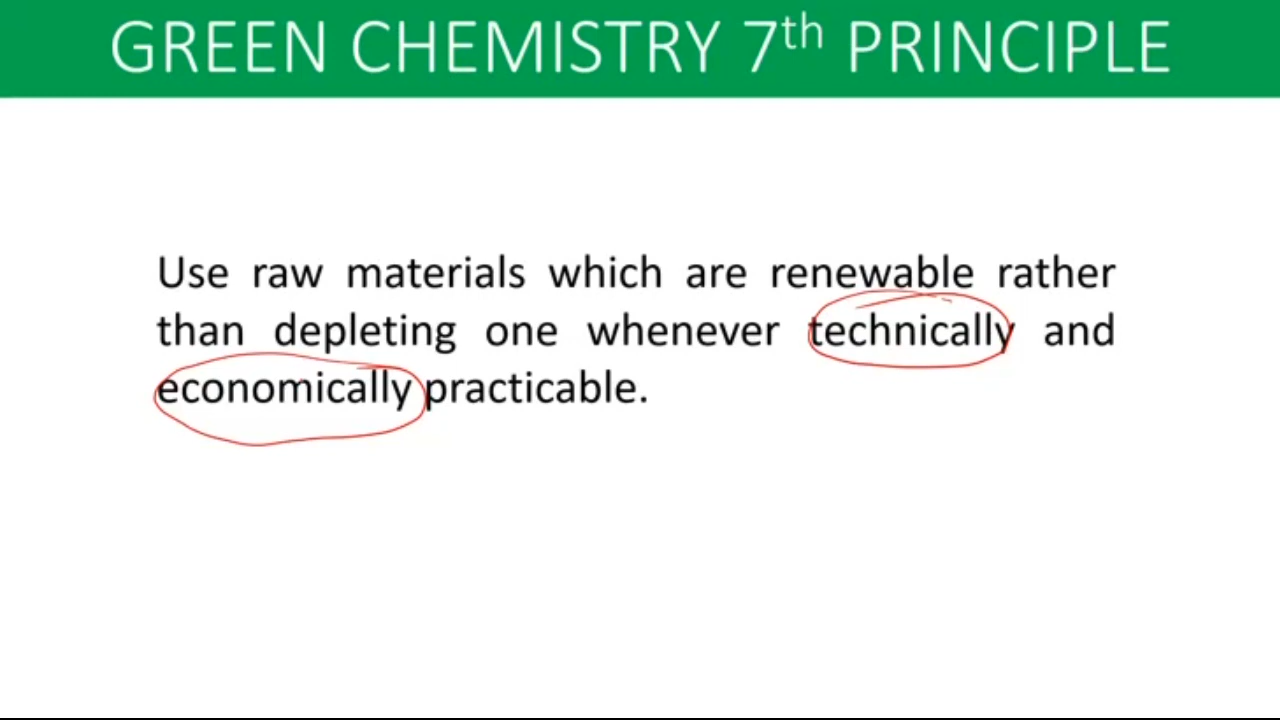 GREEN CHEMISTRY 7th PRINCIPLE
Use raw materials which are renewable rather
than depleting one whenever technically and
economically practicable.